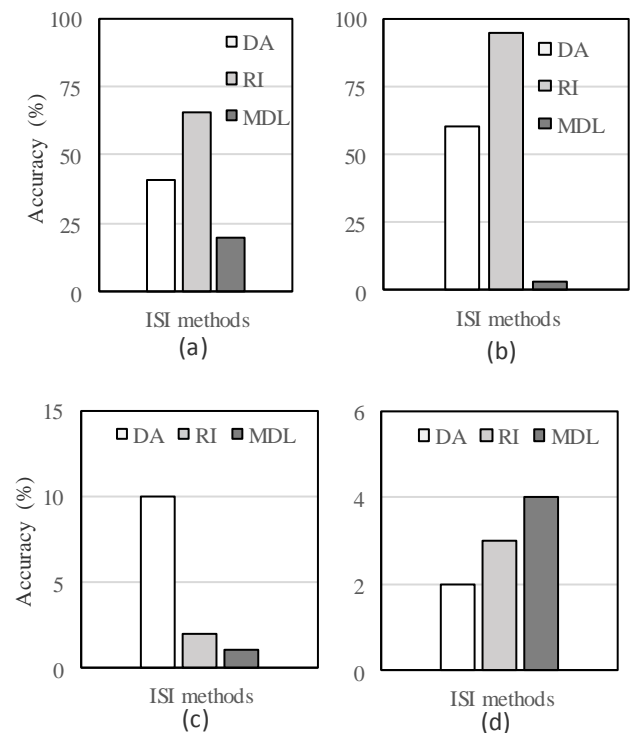 Accuracy (%)
100
75
50
25
0
DA
RI
MDL
ISI methods
(a)
100
75
50
25
0
DA
RI
MDL
ISI methods
(b)
Accuracy (%)
15
10
5
0
DA RI MDL
ISI methods
(c)
6
4
2
0
DA RI MDL
ISI methods
(d)